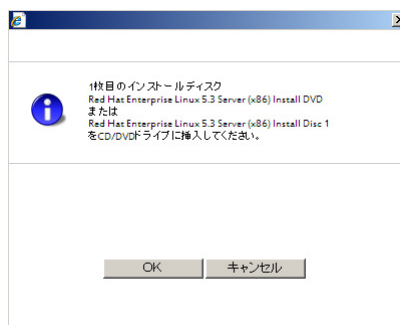 1枚目のインストールディスク
Red Hat Enterprise Linux 5.3 Server (x86) Install DVD
または
Red Hat Enterprise Linux 5.3 Server (x86) Install Disc 1
をCD/DVDドライブに挿入してください。
OK キャンセル